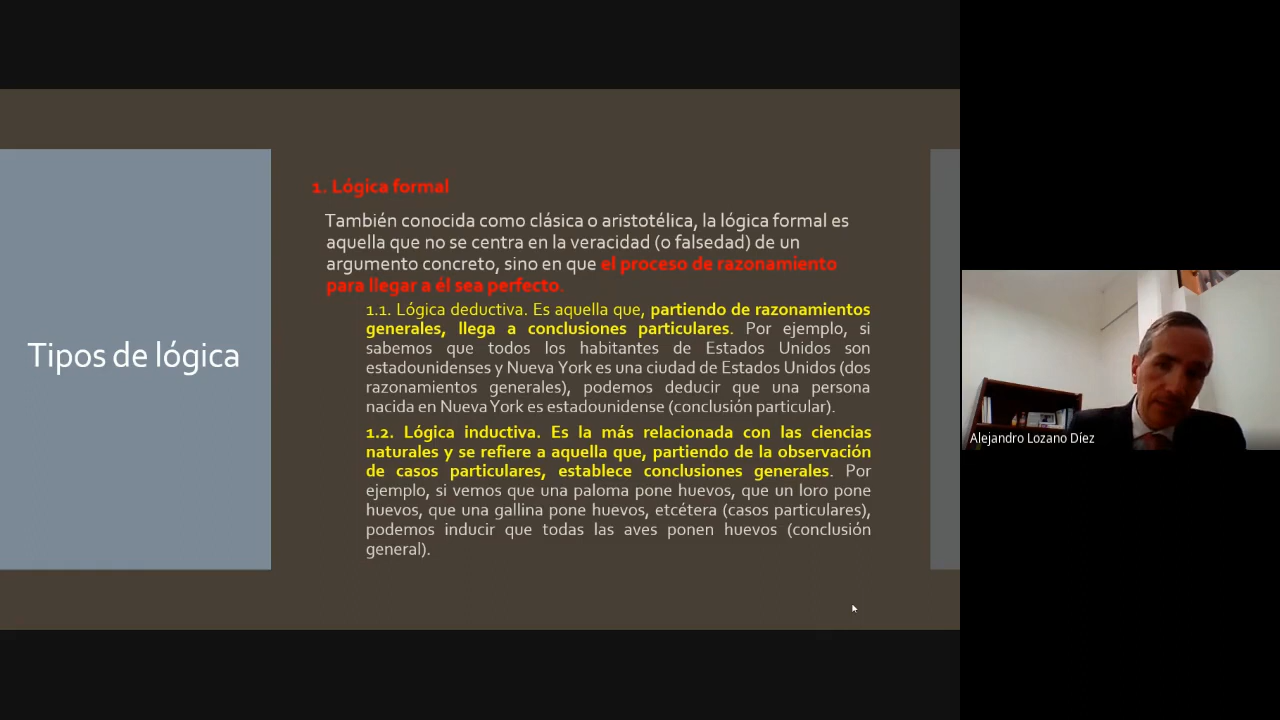 Tipos de lógica
1. Lógica formal
También conocida como clásica o aristotélica, la lógica formal es
aquella que no se centra en la veracidad (o falsedad) de un
argumento concreto, sino en que el proceso de razonamiento
para llegar a él sea perfecto.
1.1. Lógica deductiva. Es aquella que, partiendo de razonamientos
generales, llega a conclusiones particulares. Por ejemplo, si
sabemos que todos los habitantes de Estados Unidos son
estadounidenses y Nueva York es una ciudad de Estados Unidos (dos
razonamientos generales), podemos deducir que una persona
nacida en Nueva York es estadounidense (conclusión particular).
1.2. Lógica inductiva. Es la más relacionada con las ciencias
naturales y se refiere a aquella que, partiendo de la observación
de casos particulares, establece conclusiones generales. Por
ejemplo, si vemos que una paloma pone huevos, que un loro pone
huevos, que una gallina pone huevos, etcétera (casos particulares),
podemos inducir que todas las aves ponen huevos (conclusión
general).
Alejandro Lozano Díez